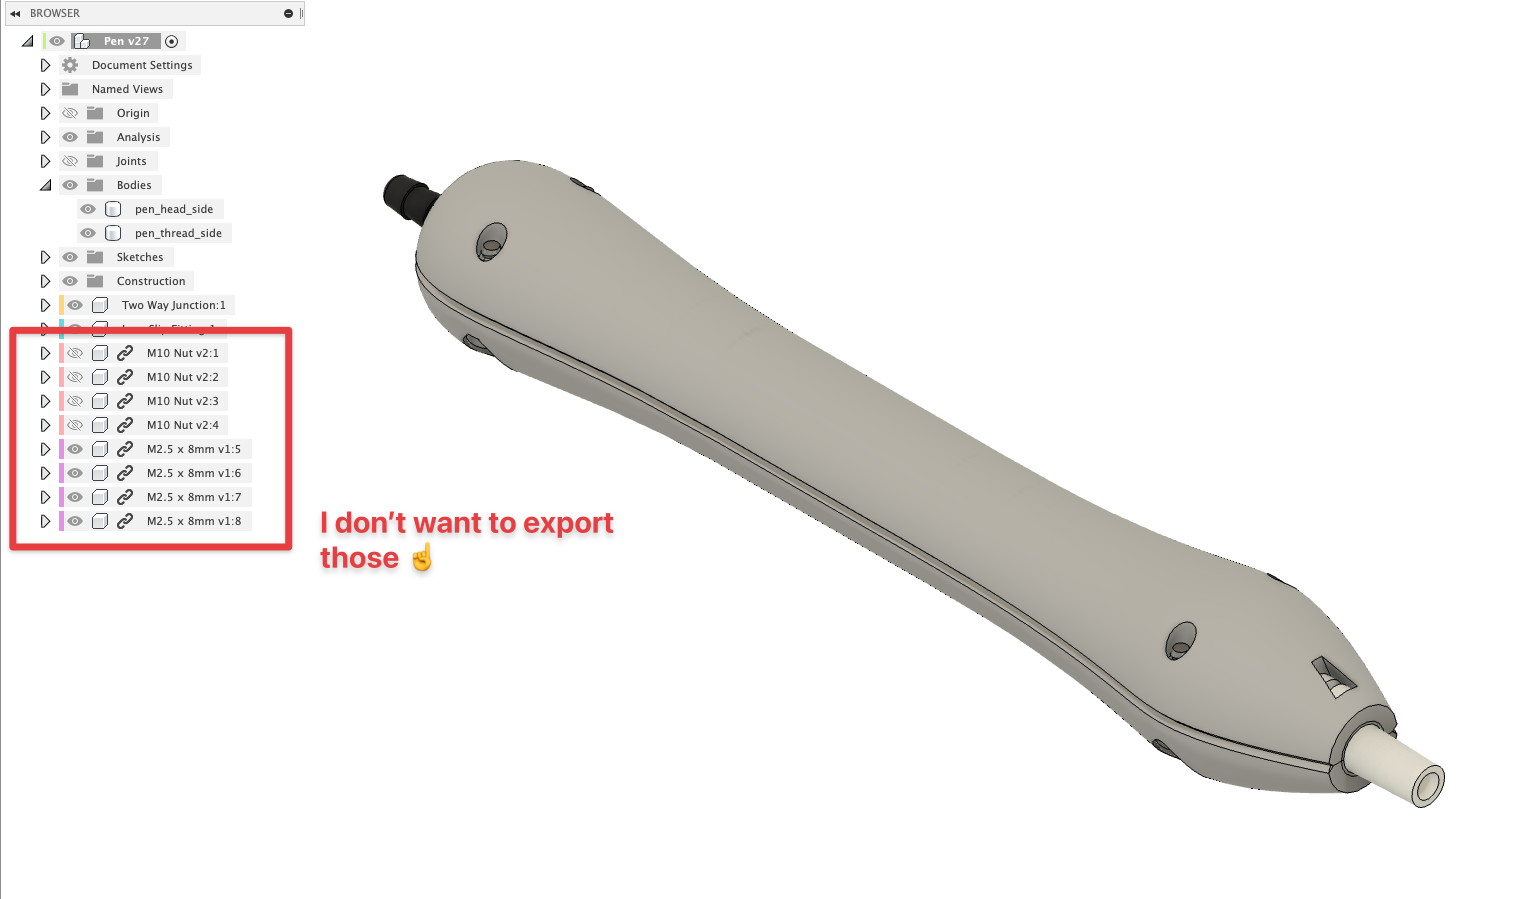 BROWSER
Pen v27
Document Settings
Named Views
Origin
Analysis
Joints
Bodies
pen_head_side
pen_thread_side
Sketches
Construction
Two Way Junction:1
M10 Nut v2:1
M10 Nut v2:2
M10 Nut v2:3
M10 Nut v2:4
M2.5 x 8mm v1:5
M2.5 x 8mm v1:6
M2.5 x 8mm v1:7
M2.5 x 8mm v1:8
I don’t want to export
those ☝️